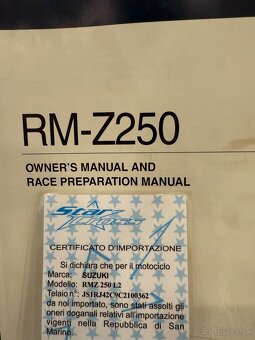 RM-Z250
OWNER'S MANUAL AND
RACE PREPARATION MANUAL
Star
CERTIFICATO D'IMPORTAZIONE
Si dichiara che per il motociclo
Marca: SUZUKI
Modello: RMZ 250 L2
Telaio n°: JS1RJ42C9C2100362
da noi importato, sono stati assolti gli
oneri doganali relativi all'importazione
vigenti nella Repubblica di San
Marino.